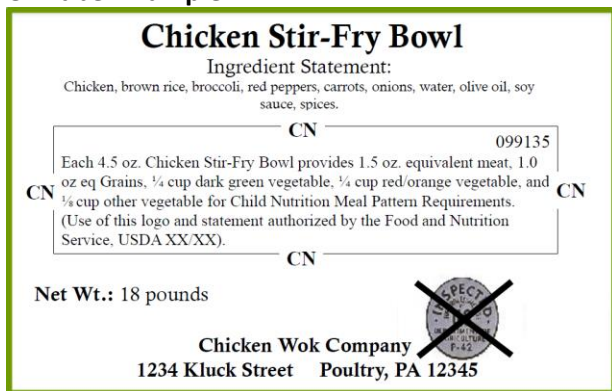 Chicken Stir-Fry Bowl
Ingredient Statement:
Chicken, brown rice, broccoli, red peppers, carrots, onions, water, olive oil, soy
sauce, spices.
CN
099135
Each 4.5 oz. Chicken Stir-Fry Bowl provides 1.5 oz. equivalent meat, 1.0
CN oz eq Grains, ¼ cup dark green vegetable, ¼ cup red/orange vegetable, and CN
⅛ cup other vegetable for Child Nutrition Meal Pattern Requirements.
(Use of this logo and statement authorized by the Food and Nutrition
Service, USDA XX/XX).
CN
Net Wt.: 18 pounds
INSPECTED
P-42
Chicken Wok Company
1234 Kluck Street Poultry, PA 12345